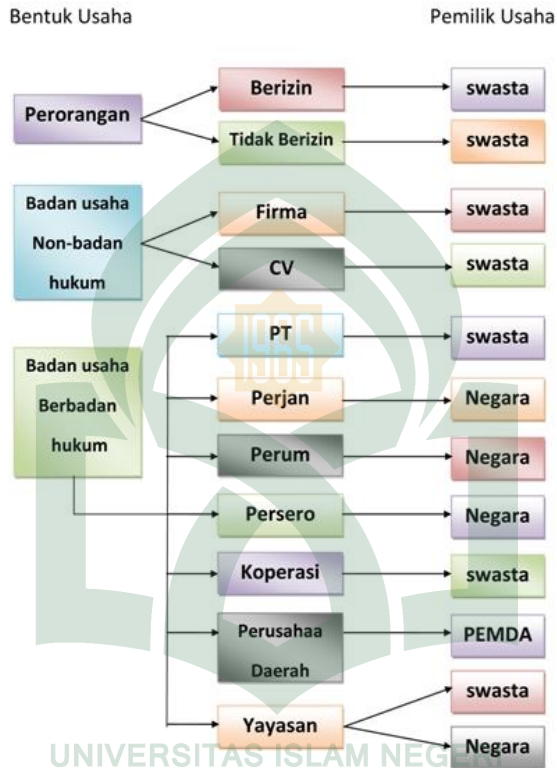 Bentuk Usaha
Pemilik Usaha
Perorangan
Berizin
swasta
Tidak Berizin
swasta
Badan usaha
Non-badan
hukum
Firma
swasta
CV
swasta
Badan usaha
Berbadan
hukum
PT
swasta
1965
Perjan
Negara
Perum
Negara
Persero
Negara
Koperasi
swasta
Perusahaa
Daerah
PEMDA
Yayasan
swasta
Negara
UNIVERSITAS ISLAM NEGERI